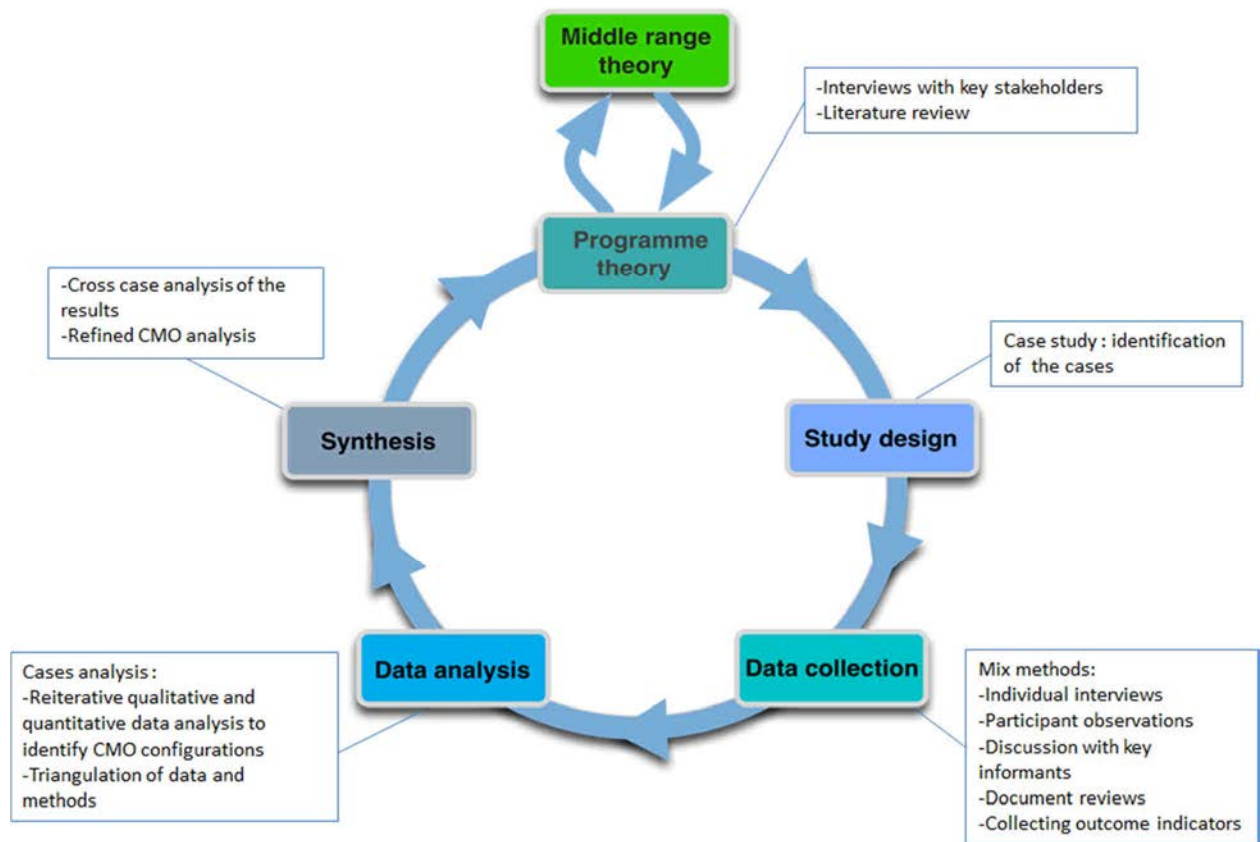 Middle range
theory
-Interviews with key stakeholders
-Literature review
Programme
theory
-Cross case analysis of the
results
-Refined CMO analysis
Case study : identification
of the cases
Synthesis
Study design
Data analysis
Data collection
Cases analysis :
-Reiterative qualitative and
quantitative data analysis to
identify CMO configurations
-Triangulation of data and
methods
Mix methods:
-Individual interviews
-Participant observations
-Discussion with key
informants
-Document reviews
-Collecting outcome indicators